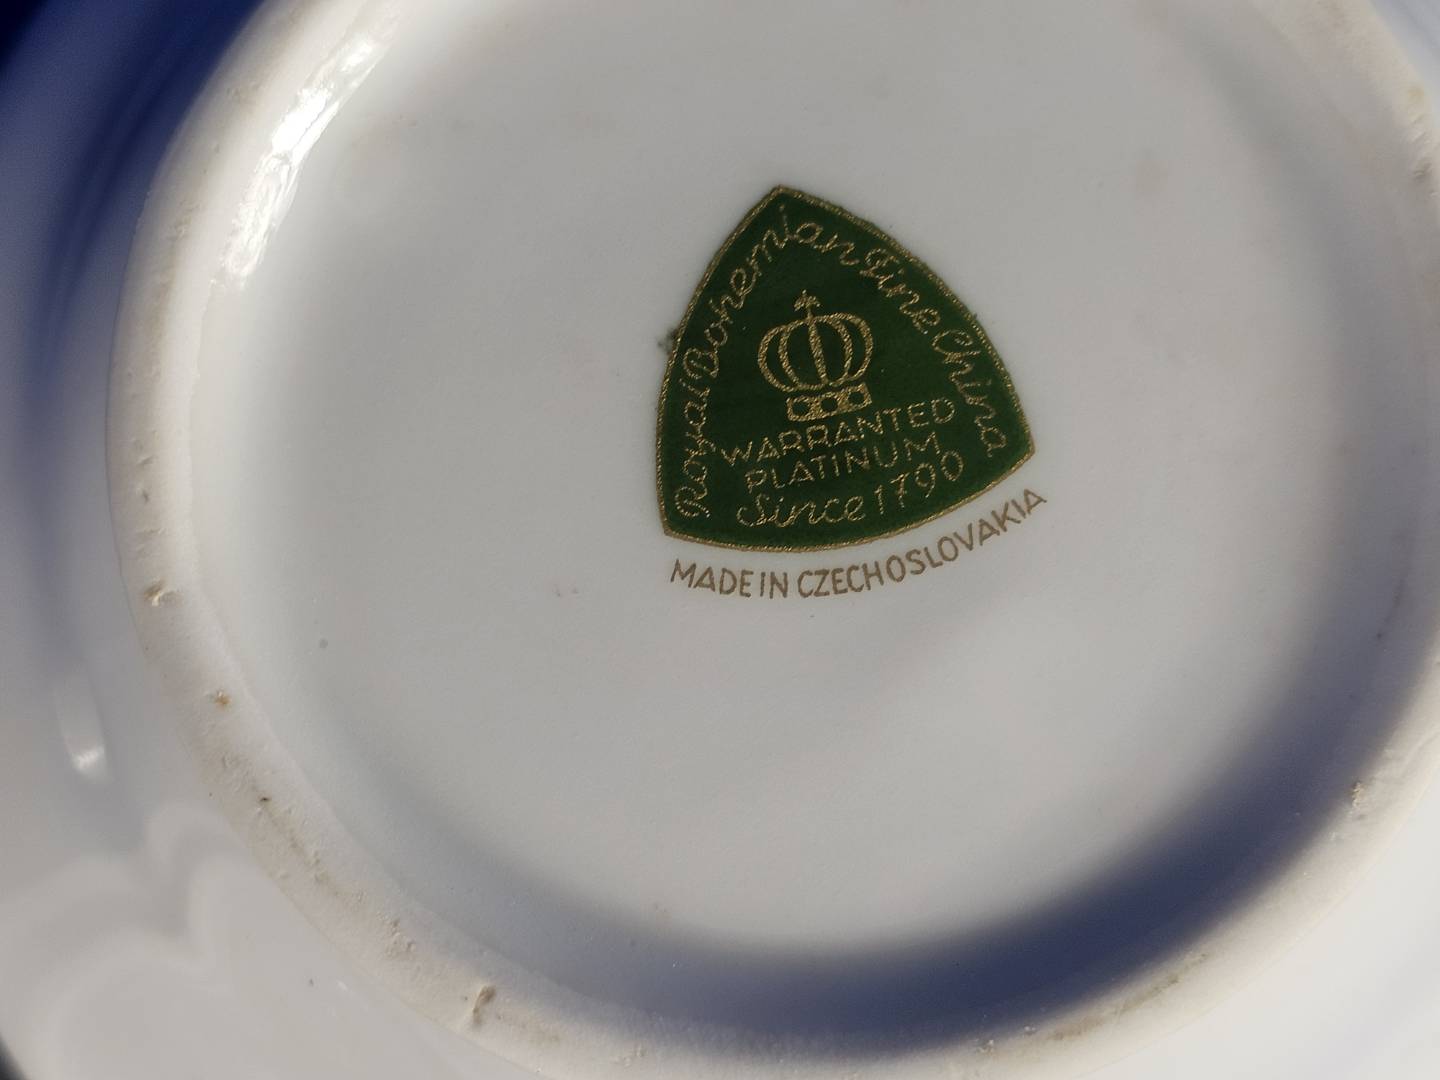 Royal Bohemian Fine China
WARRANTED
PLATINUM
Since 1790
MADE IN CZECHOSLOVAKIA